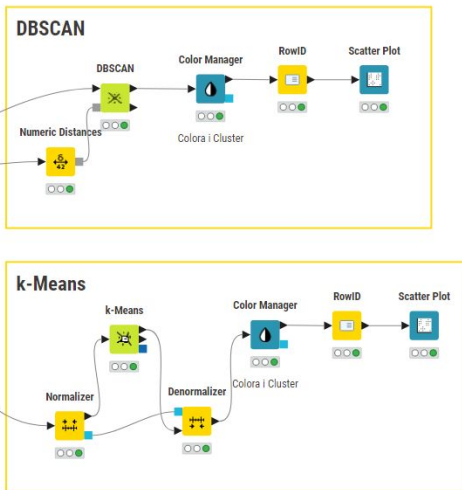 DBSCAN
DBSCAN
Color Manager
RowID
Scatter Plot
Numeric Distances
Colora i Cluster
k-Means
k-Means
Color Manager
RowID
Scatter Plot
Normalizer
Denormalizer
Colora i Cluster